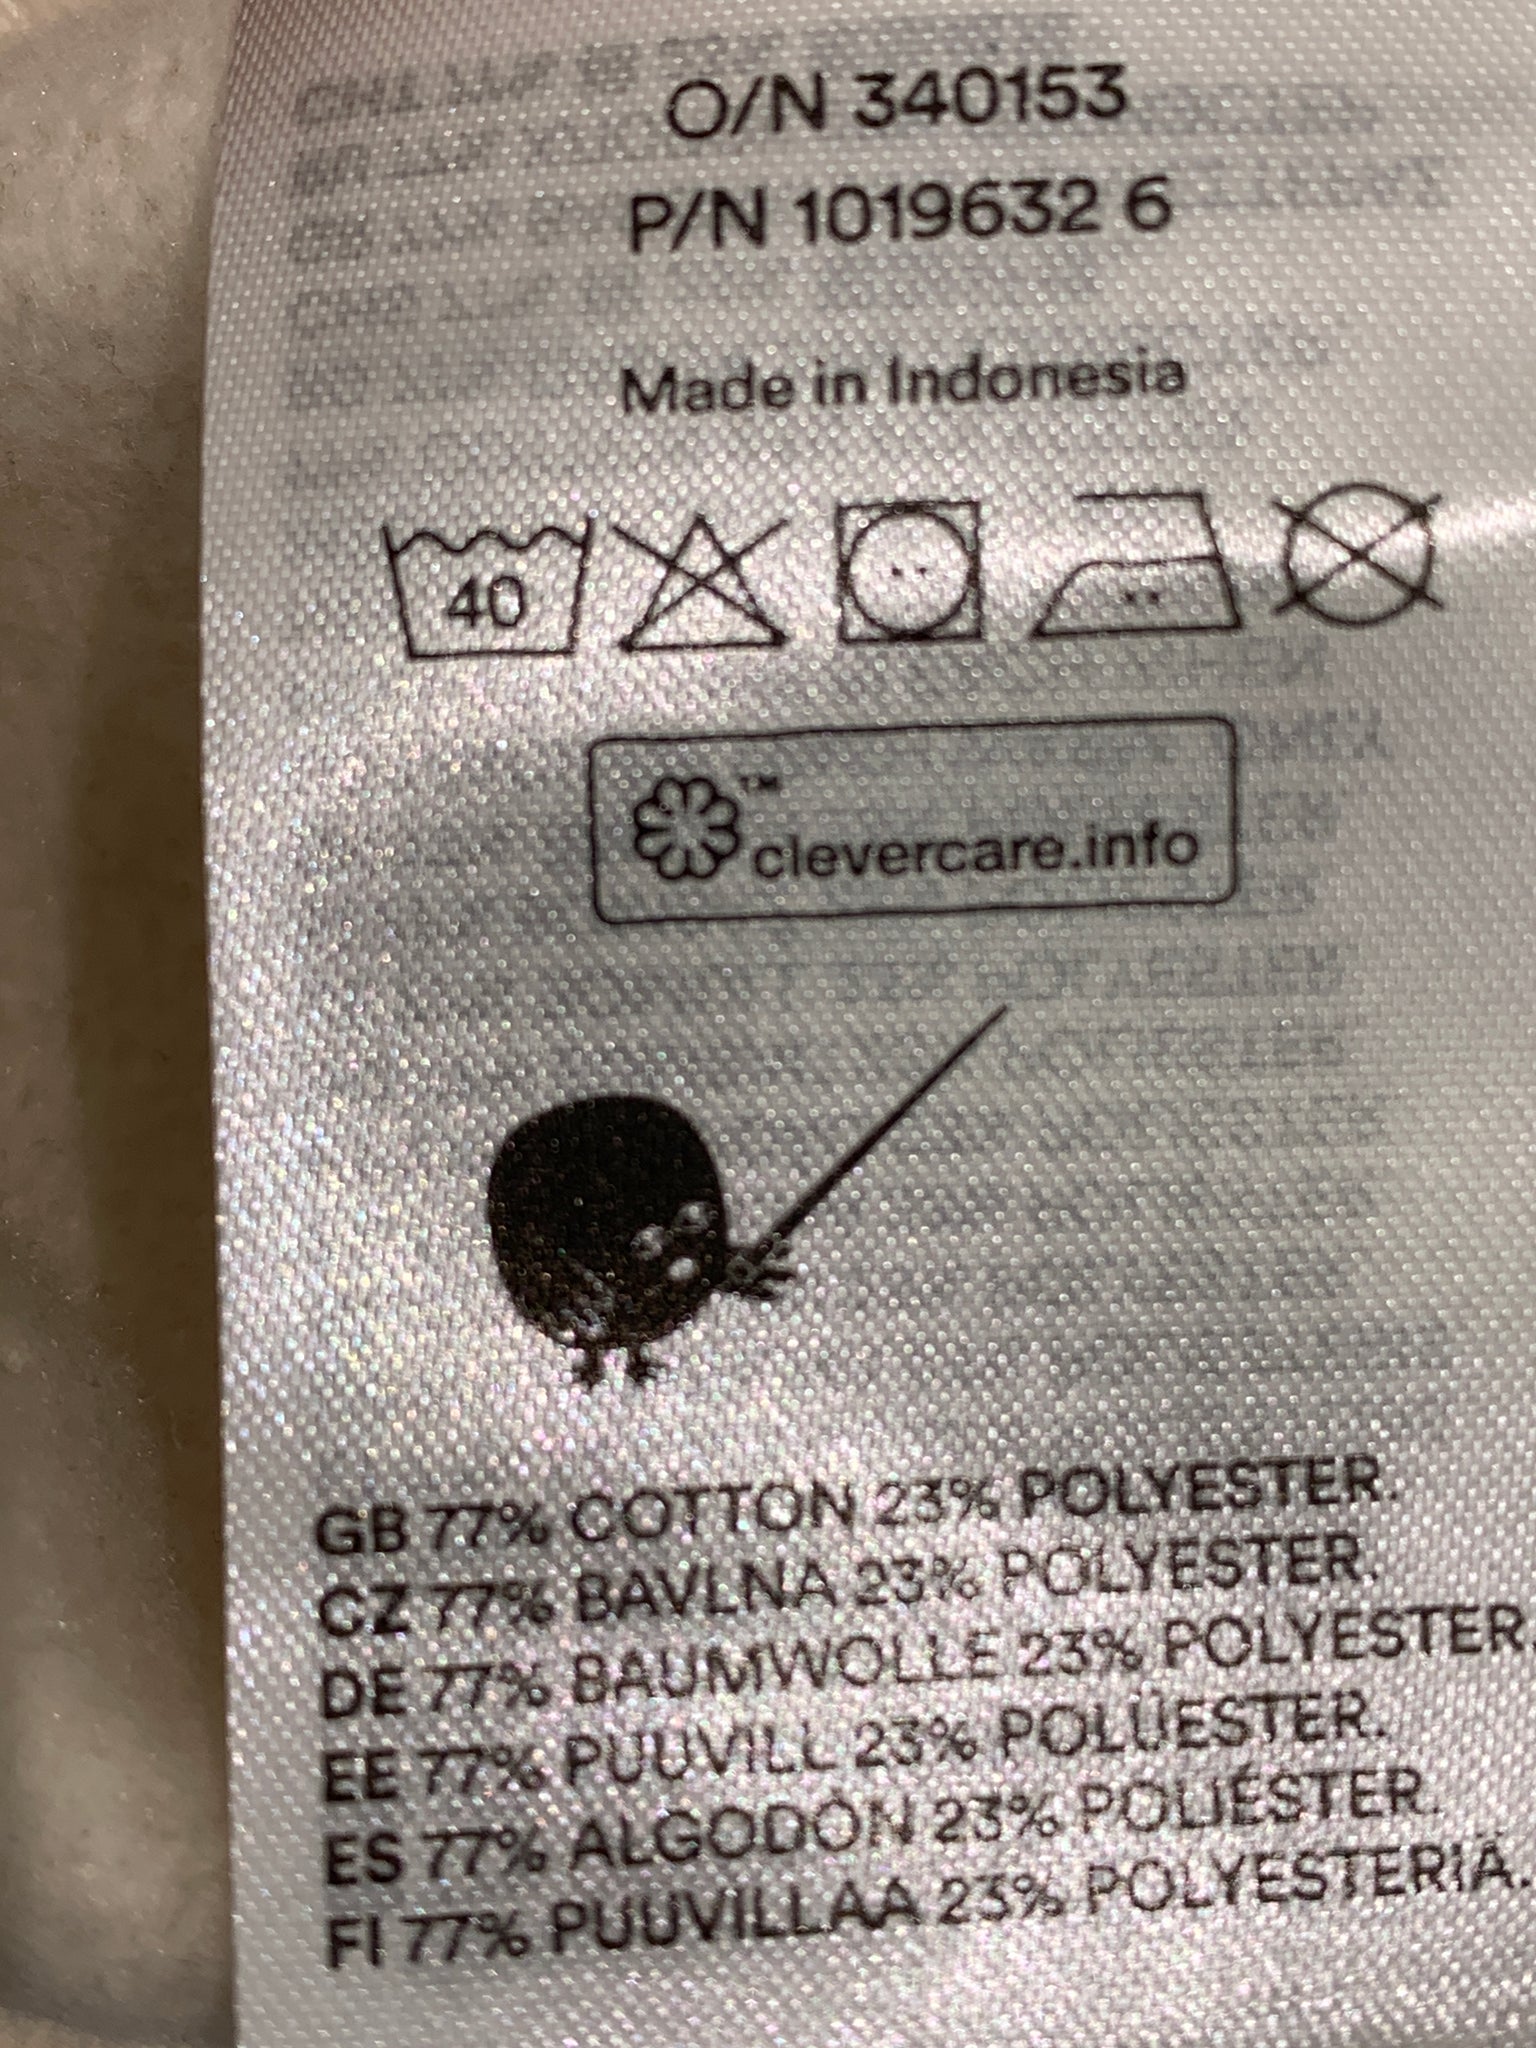 O/N 340153
P/N 1019632 6
Made in Indonesia
40
™
clevercare.info
GB 77% COTTON 23% POLYESTER.
CZ 77% BAVLNA 23% POLYESTER.
DE 77% BAUMWOLLE 23% POLYESTER.
EE 77% PUUVILL 23% POLÜESTER.
ES 77% ALGODÓN 23% POLIÉSTER.
FI 77% PUUVILLAA 23% POLYESTERIÄ.